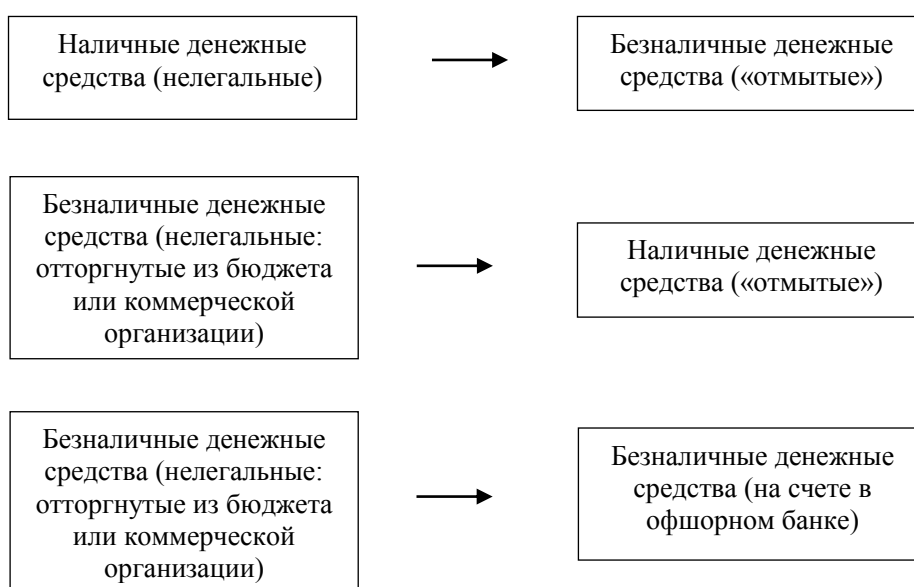 Наличные денежные
средства (нелегальные)
Безналичные денежные
средства («отмытые»)
Безналичные денежные
средства (нелегальные:
отторгнутые из бюджета
или коммерческой
организации)
Наличные денежные
средства («отмытые»)
Безналичные денежные
средства (нелегальные:
отторгнутые из бюджета
или коммерческой
организации)
Безналичные денежные
средства (на счете в
офшорном банке)